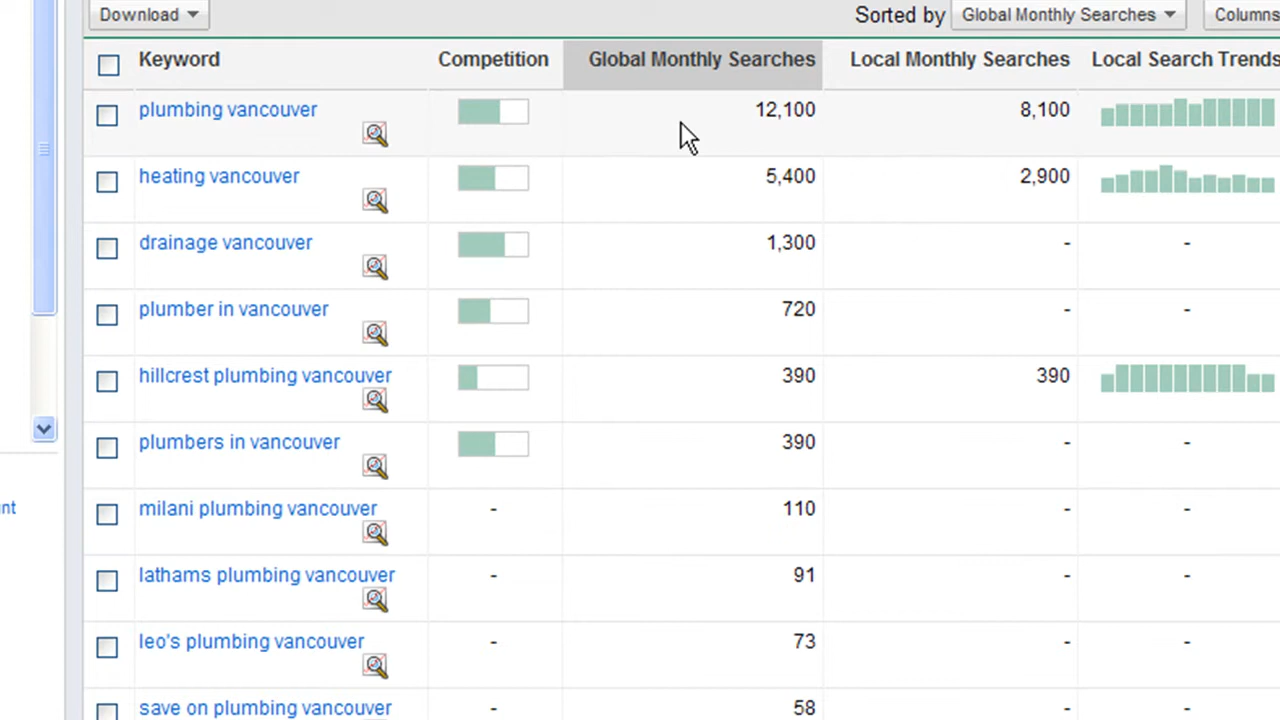 Download Sorted by Global Monthly Searches Columns
Keyword Competition Global Monthly Searches Local Monthly Searches Local Search Trends
plumbing vancouver 12,100 8,100
heating vancouver 5,400 2,900
drainage vancouver 1,300 - -
plumber in vancouver 720 - -
hillcrest plumbing vancouver 390 390
plumbers in vancouver 390 - -
nt
milani plumbing vancouver - 110 - -
lathams plumbing vancouver - 91 - -
leo's plumbing vancouver - 73 - -
save on plumbing vancouver - 58 - -